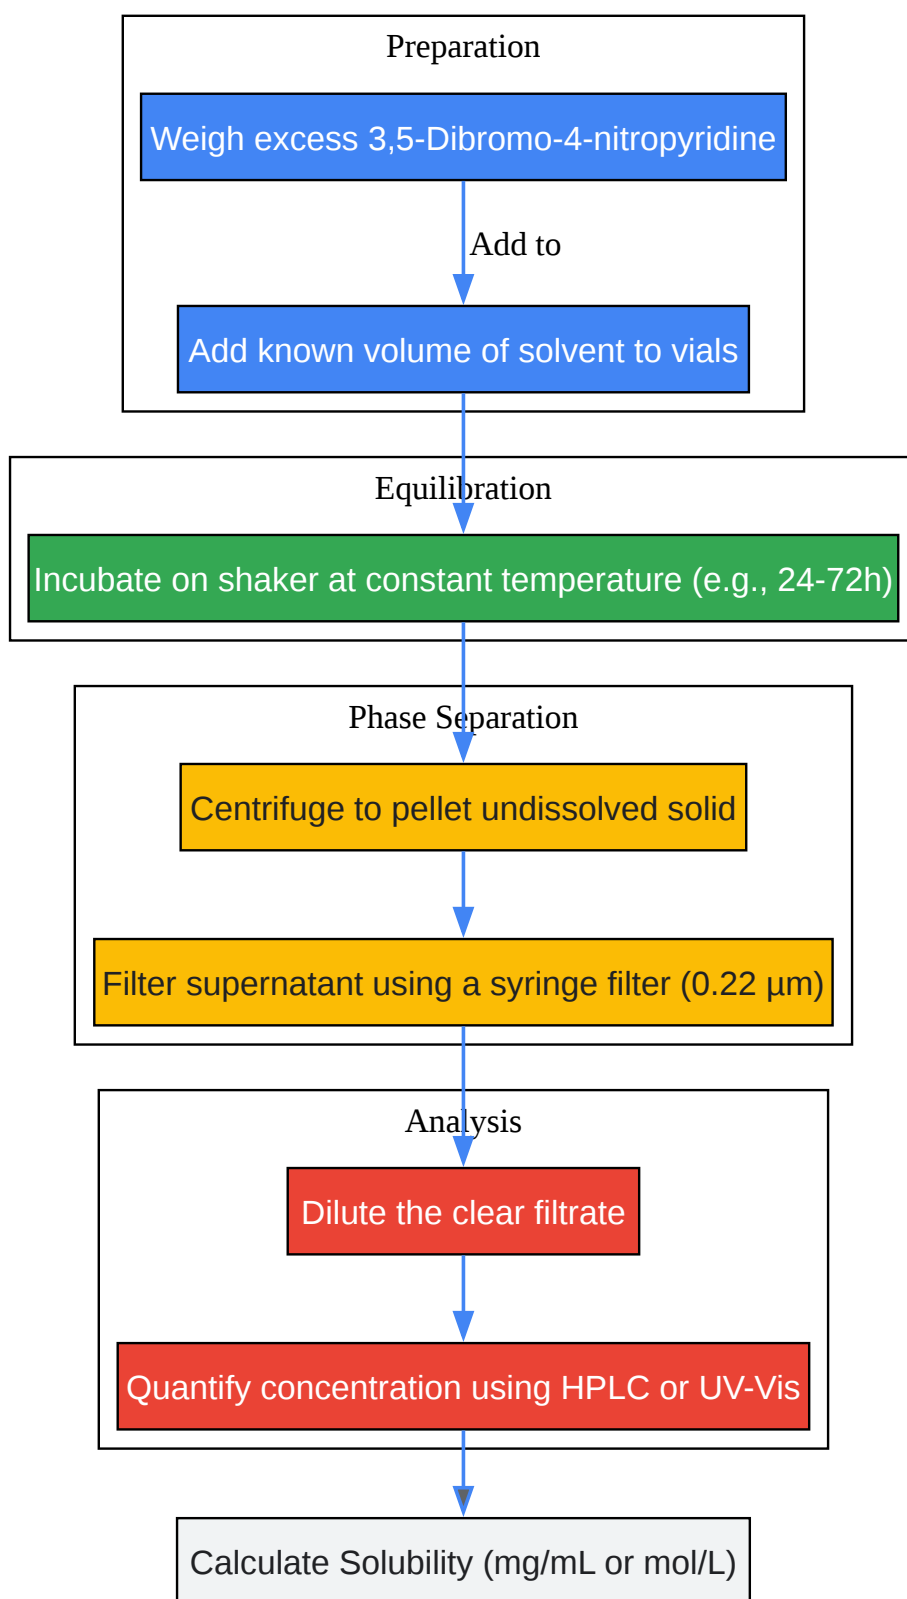 Preparation
Weigh excess 3,5-Dibromo-4-nitropyridine
Add to
Add known volume of solvent to vials
Equilibration
Incubate on shaker at constant temperature (e.g., 24-72h)
Phase Separation
Centrifuge to pellet undissolved solid
Filter supernatant using a syringe filter (0.22 µm)
Analysis
Dilute the clear filtrate
Quantify concentration using HPLC or UV-Vis
Calculate Solubility (mg/mL or mol/L)